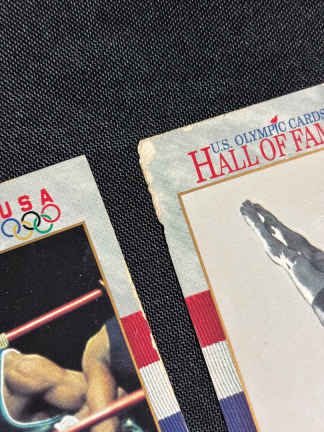 USA
U.S. OLYMPIC CARDS
HALL OF FAM